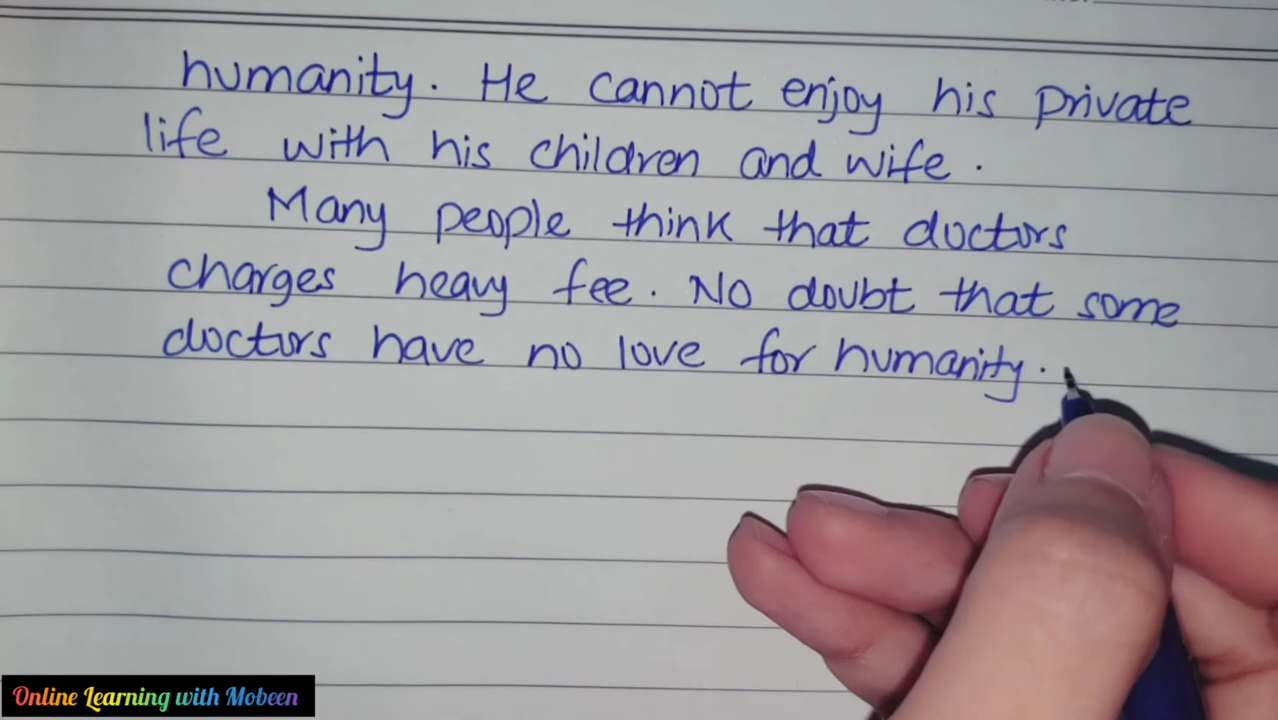 humanity. He cannot enjoy his private
life with his children and wife.
Many people think that doctors
charges heavy fee. No doubt that some
doctors have no love for humanity.
Online Learning with Mobeen